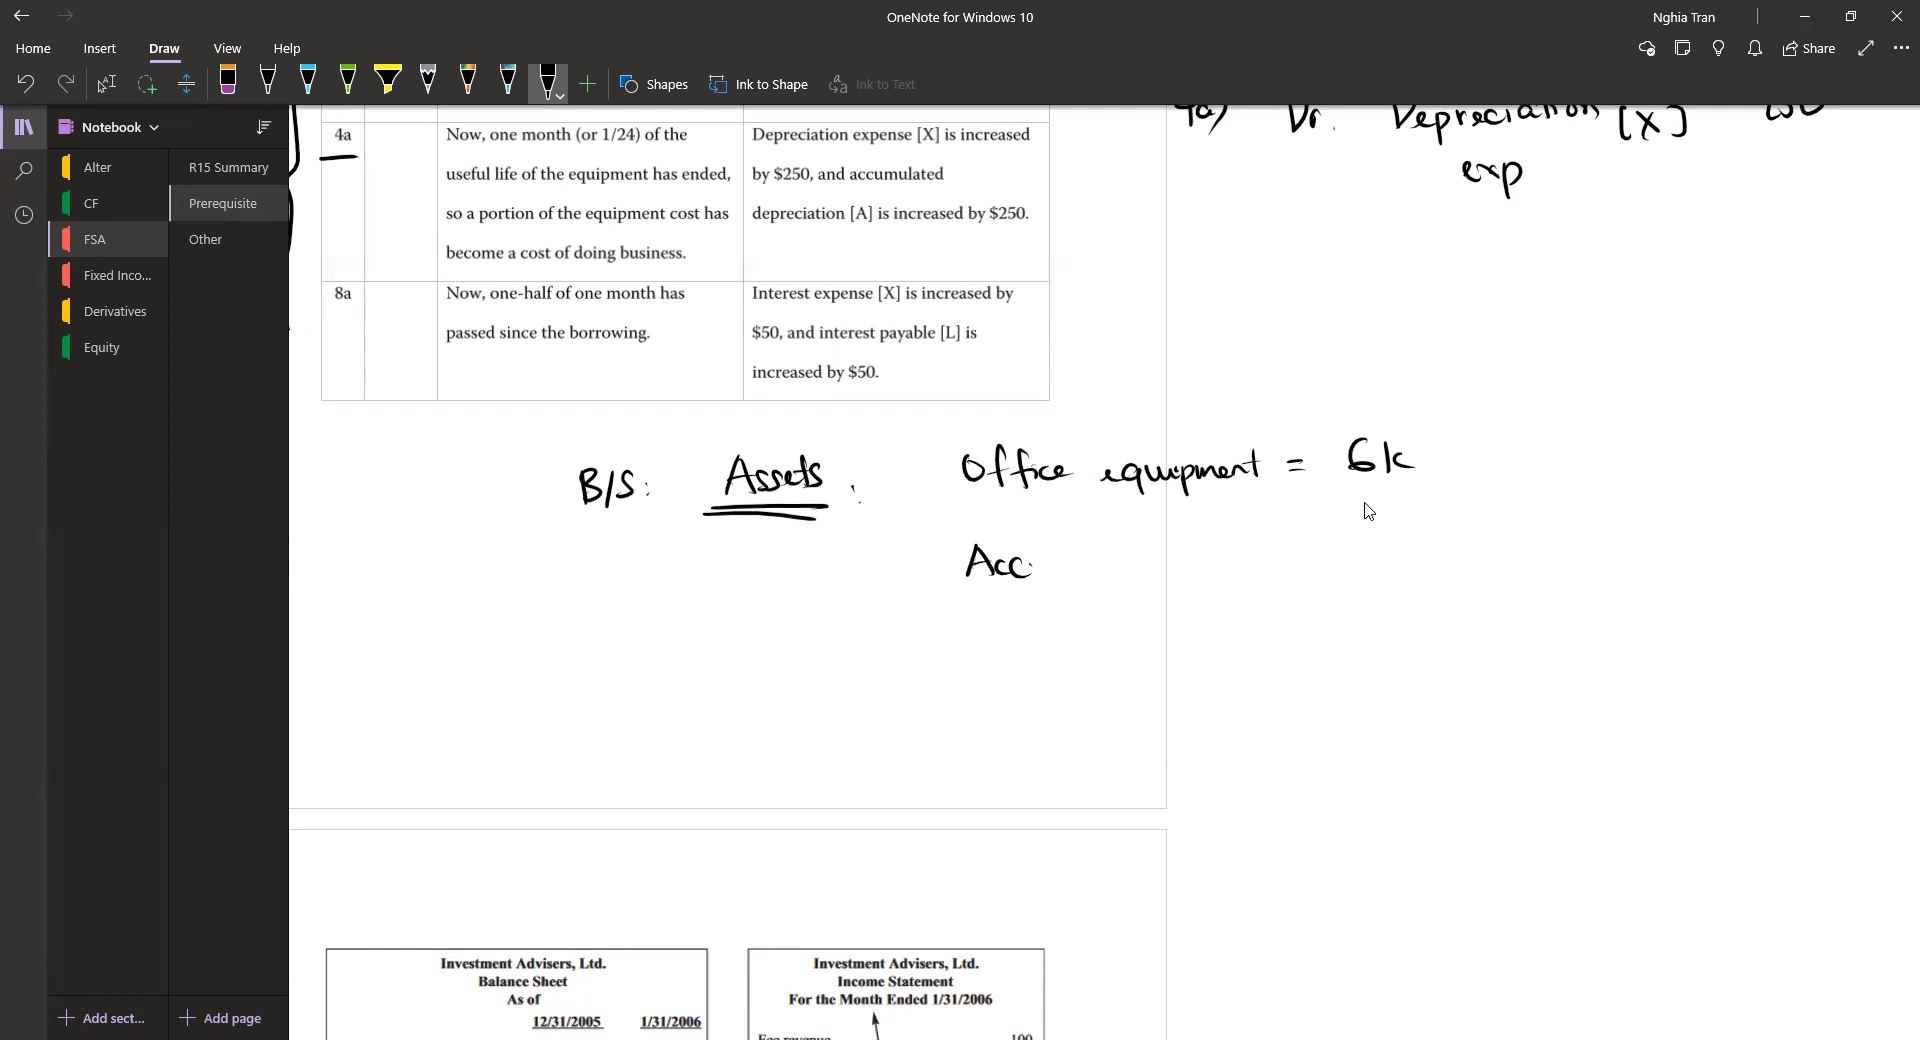 OneNote for Windows 10
Nghia Tran
Home Insert Draw View Help
Share
Shapes Ink to Shape Ink to Text
Notebook
Alter
CF
FSA
Fixed Inco...
Derivatives
Equity
R15 Summary
Prerequisite
Other
4a
Now, one month (or 1/24) of the
useful life of the equipment has ended,
so a portion of the equipment cost has
become a cost of doing business.
Depreciation expense [X] is increased
by $250, and accumulated
depreciation [A] is increased by $250.
8a
Now, one-half of one month has
passed since the borrowing.
Interest expense [X] is increased by
$50, and interest payable [L] is
increased by $50.
4a) Dr. Depreciation [X]
exp
B/S: Assets : Office equipment = 6k
Acc.
Investment Advisers, Ltd.
Balance Sheet
As of
12/31/2005 1/31/2006
Investment Advisers, Ltd.
Income Statement
For the Month Ended 1/31/2006
Fee revenue 100
Add sect... Add page